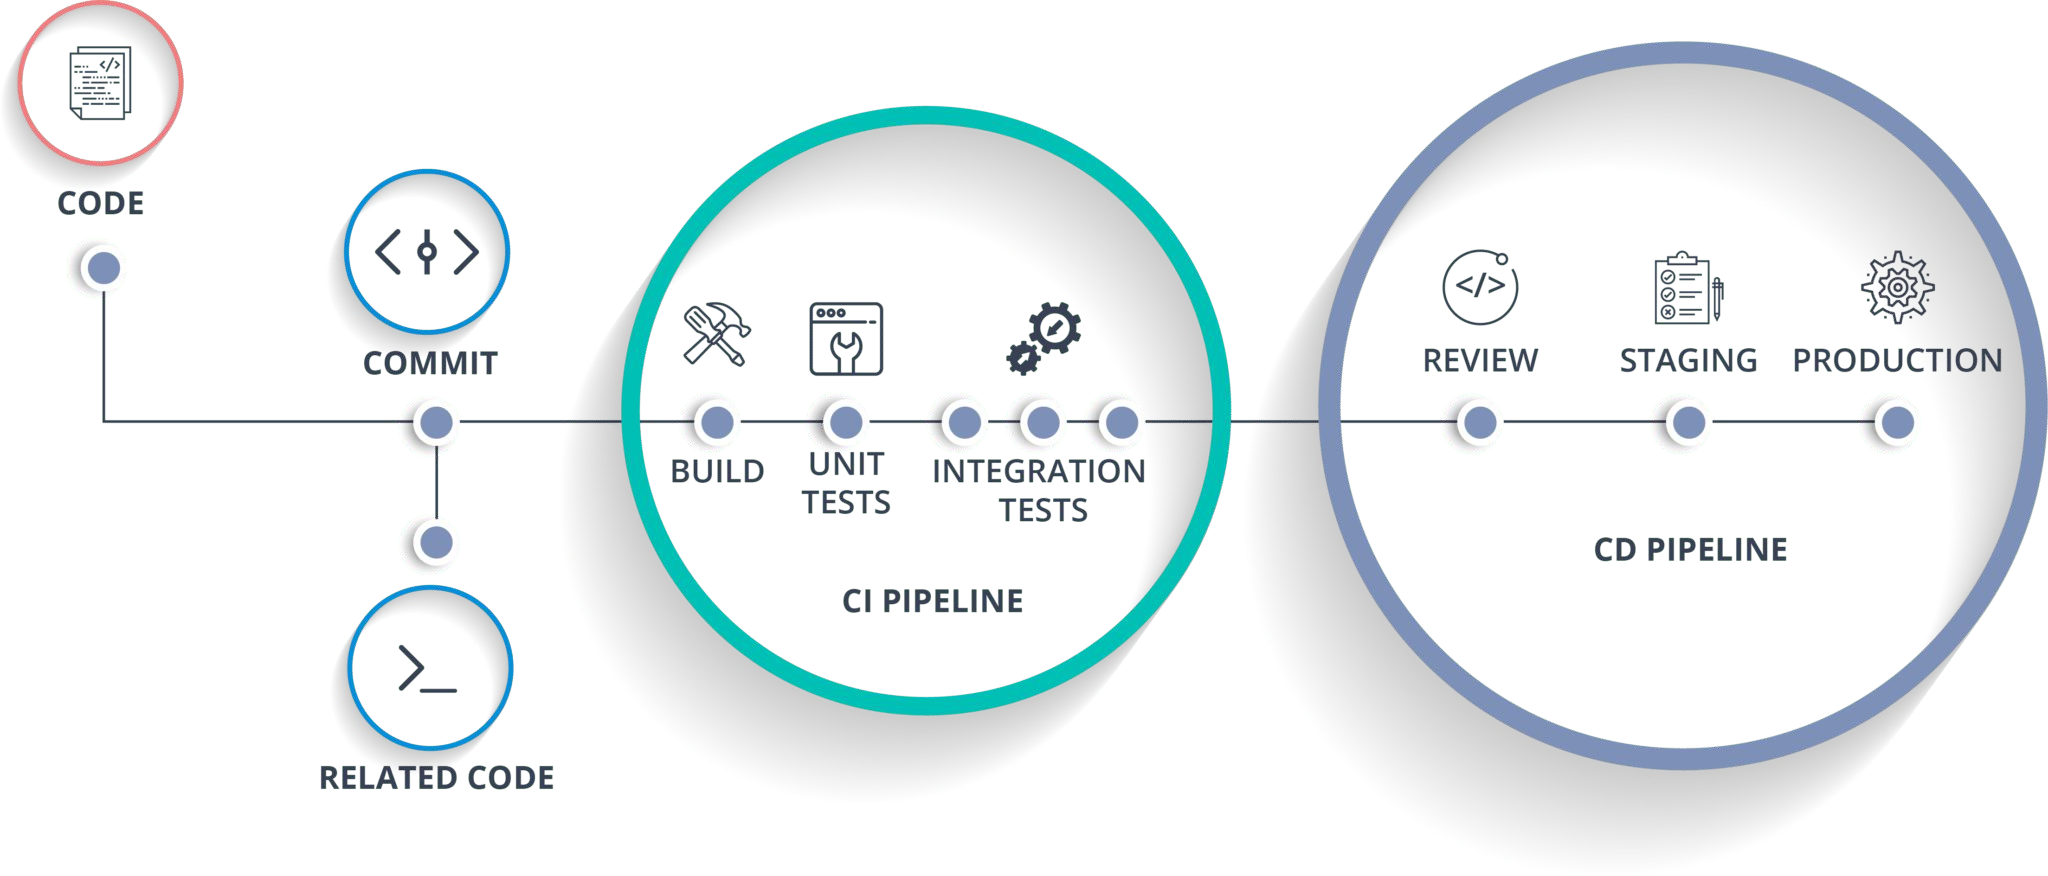 CODE
COMMIT
RELATED CODE
BUILD
UNIT
TESTS
INTEGRATION
TESTS
CI PIPELINE
REVIEW
STAGING
PRODUCTION
CD PIPELINE